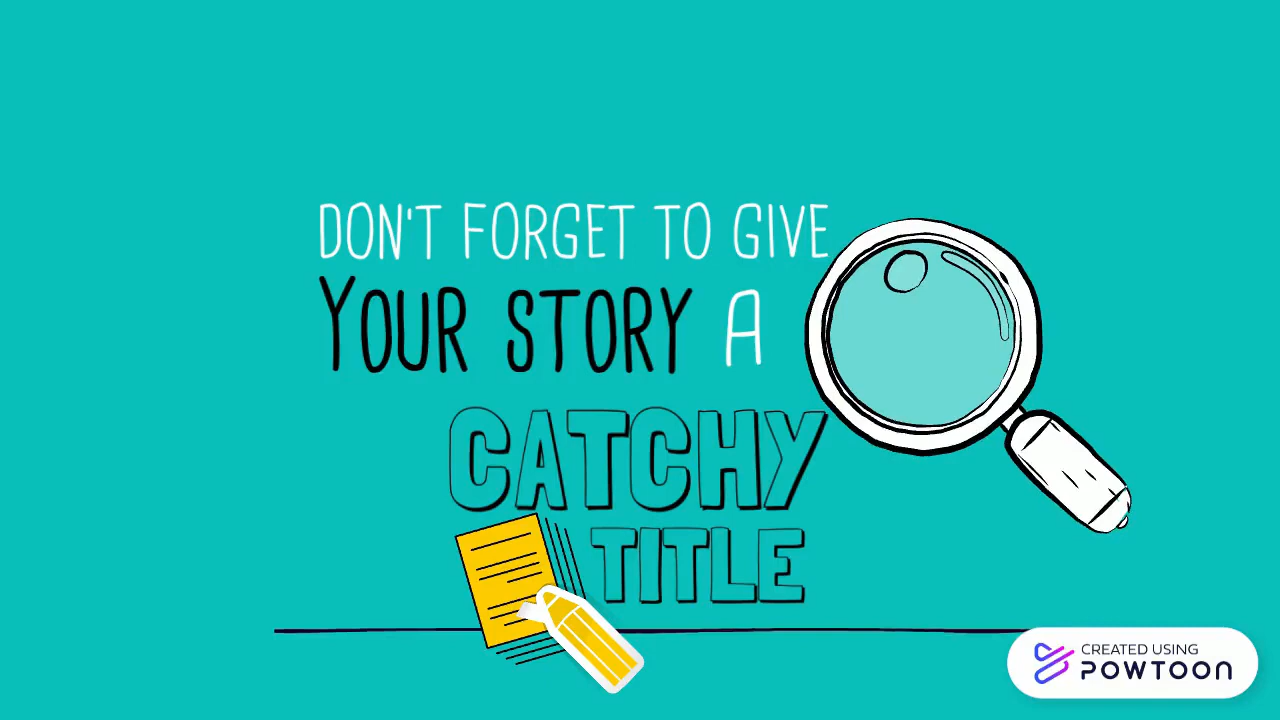 DON'T FORGET TO GIVE
YOUR STORY A
CATCHY
TITLE
CREATED USING
POWTOON